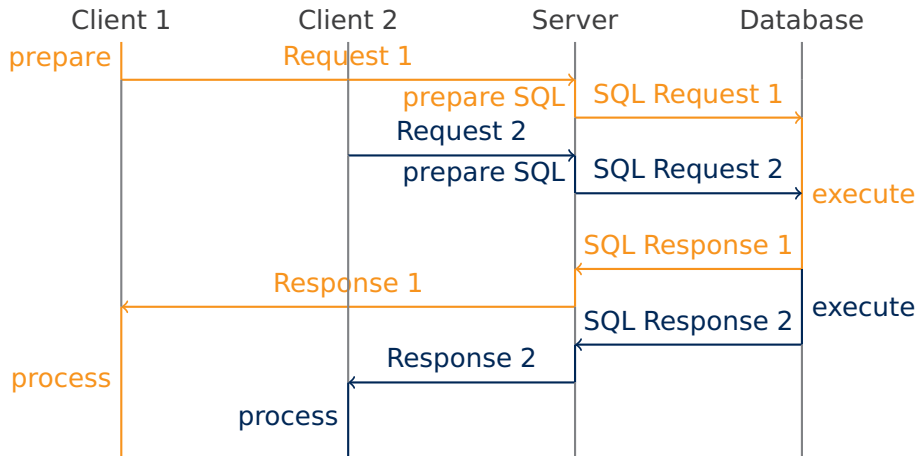 Client 1
Client 2
Server
Database
prepare
Request 1
prepare SQL
SQL Request 1
Request 2
prepare SQL
SQL Request 2
execute
SQL Response 1
Response 1
execute
SQL Response 2
Response 2
process
process